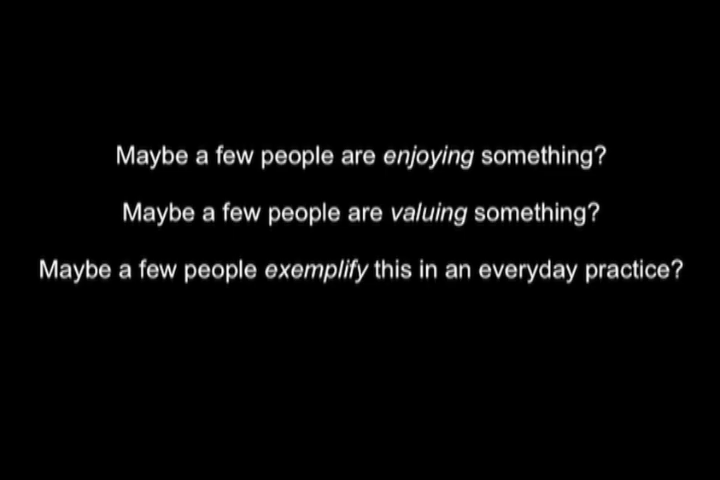 Maybe a few people are enjoying something?
Maybe a few people are valuing something?
Maybe a few people exemplify this in an everyday practice?